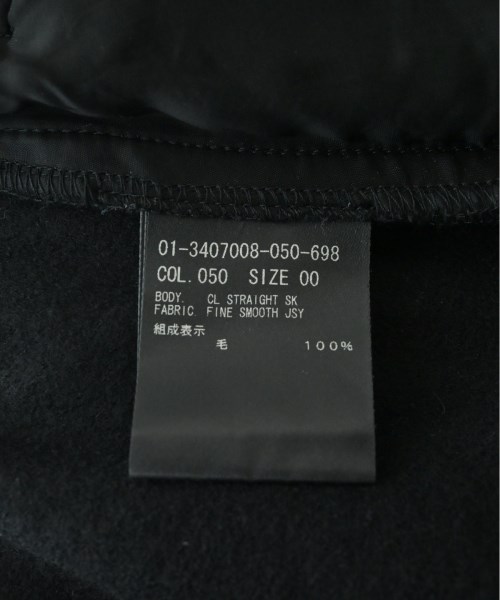 01-3407008-050-698
COL.050 SIZE 00
BODY. CL STRAIGHT SK
FABRIC. FINE SMOOTH JSY
組成表示
毛 100%